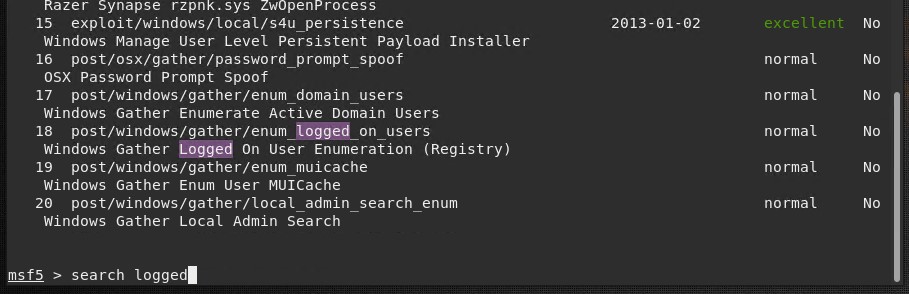 Razer Synapse rzpnk.sys ZwOpenProcess
15 exploit/windows/local/s4u_persistence 2013-01-02 excellent No
Windows Manage User Level Persistent Payload Installer
16 post/osx/gather/password_prompt_spoof normal No
OSX Password Prompt Spoof
17 post/windows/gather/enum_domain_users normal No
Windows Gather Enumerate Active Domain Users
18 post/windows/gather/enum_logged_on_users normal No
Windows Gather Logged On User Enumeration (Registry)
19 post/windows/gather/enum_muicache normal No
Windows Gather Enum User MUICache
20 post/windows/gather/local_admin_search_enum normal No
Windows Gather Local Admin Search
msf5 > search logged